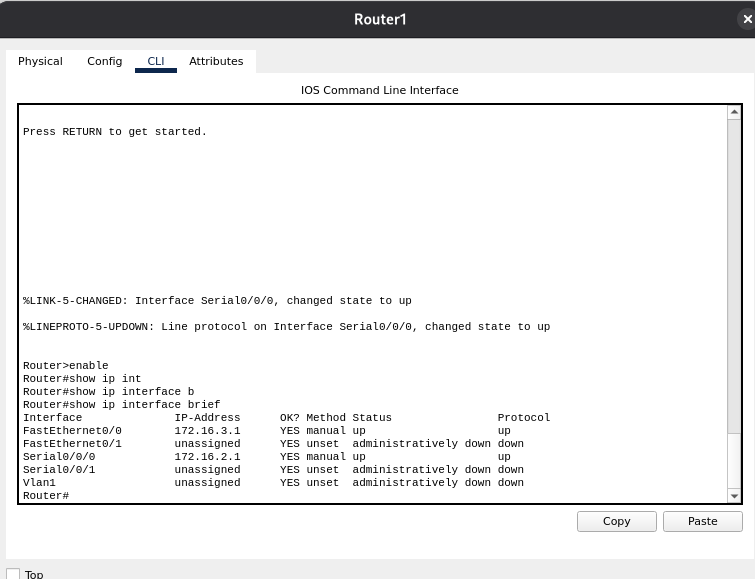 Router1
Physical Config CLI Attributes
IOS Command Line Interface
Press RETURN to get started.
%LINK-5-CHANGED: Interface Serial0/0/0, changed state to up
%LINEPROTO-5-UPDOWN: Line protocol on Interface Serial0/0/0, changed state to up
Router>enable
Router#show ip int
Router#show ip interface b
Router#show ip interface brief
Interface              IP-Address      OK? Method Status                Protocol
FastEthernet0/0        172.16.3.1      YES manual up                    up
FastEthernet0/1        unassigned      YES unset  administratively down down
Serial0/0/0            172.16.2.1      YES manual up                    up
Serial0/0/1            unassigned      YES unset  administratively down down
Vlan1                  unassigned      YES unset  administratively down down
Router#
Copy Paste
Top